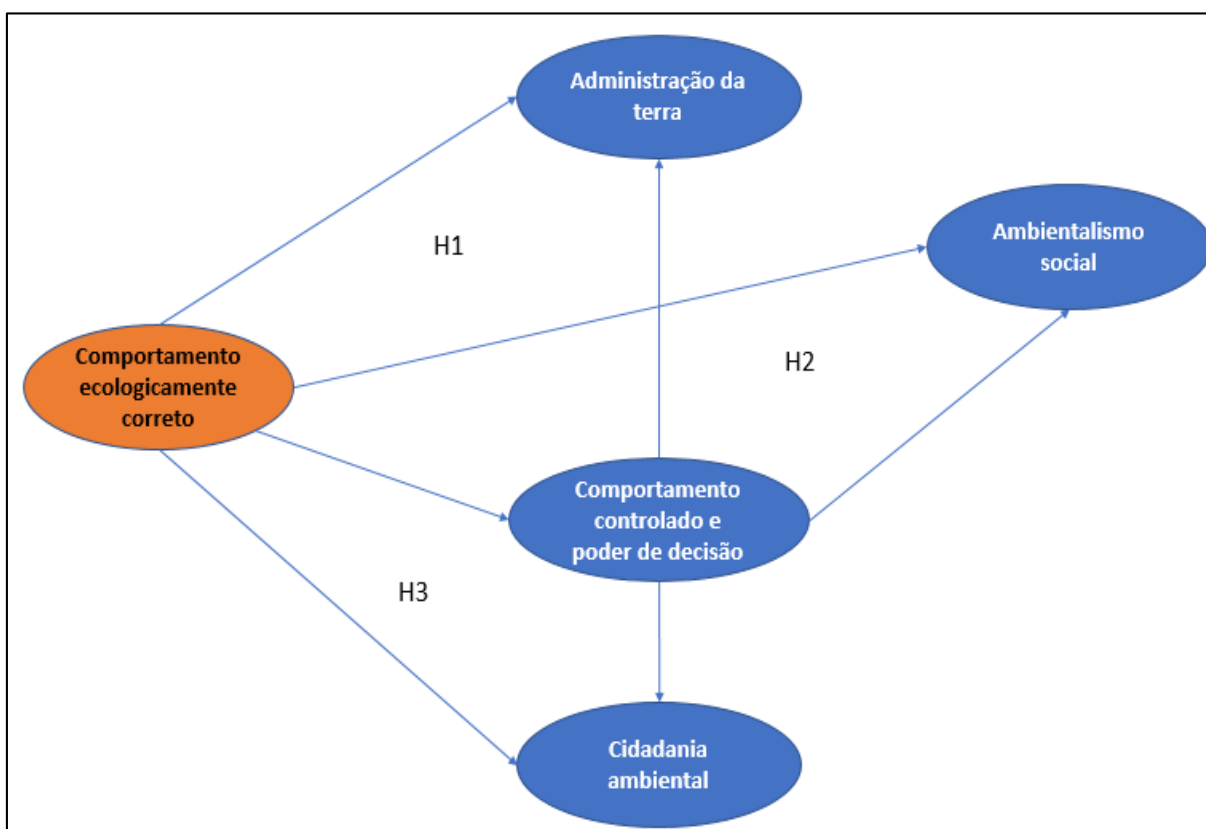 Administração da
terra
Ambientalismo
social
H1
Comportamento
ecologicamente
correto
H2
Comportamento
controlado e
poder de decisão
H3
Cidadania
ambiental